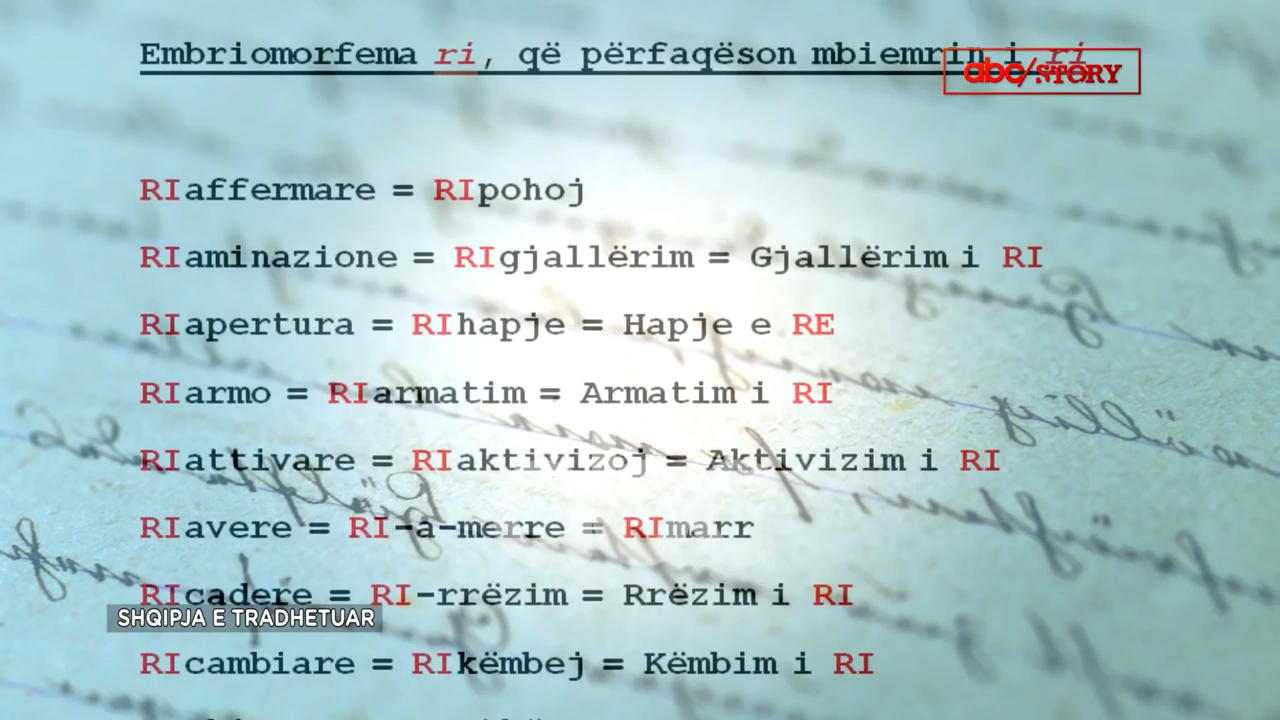 Embriomorfema ri, që përfaqëson mbiemrin i ri
abc/STORY
RIaffermare = RIpohoj
RIaminazione = RIgjallërim = Gjallërim i RI
RIapertura = RIhapje = Hapje e RE
RIarmo = RIarmatim = Armatim i RI
RIattivare = RIaktivizoj = Aktivizim i RI
RIavere = RI-a-merre = RImarr
RIcadere = RI-rrëzim = Rrëzim i RI
SHQIPJA E TRADHETUAR
RIcambiare = RIkëmbej = Këmbim i RI